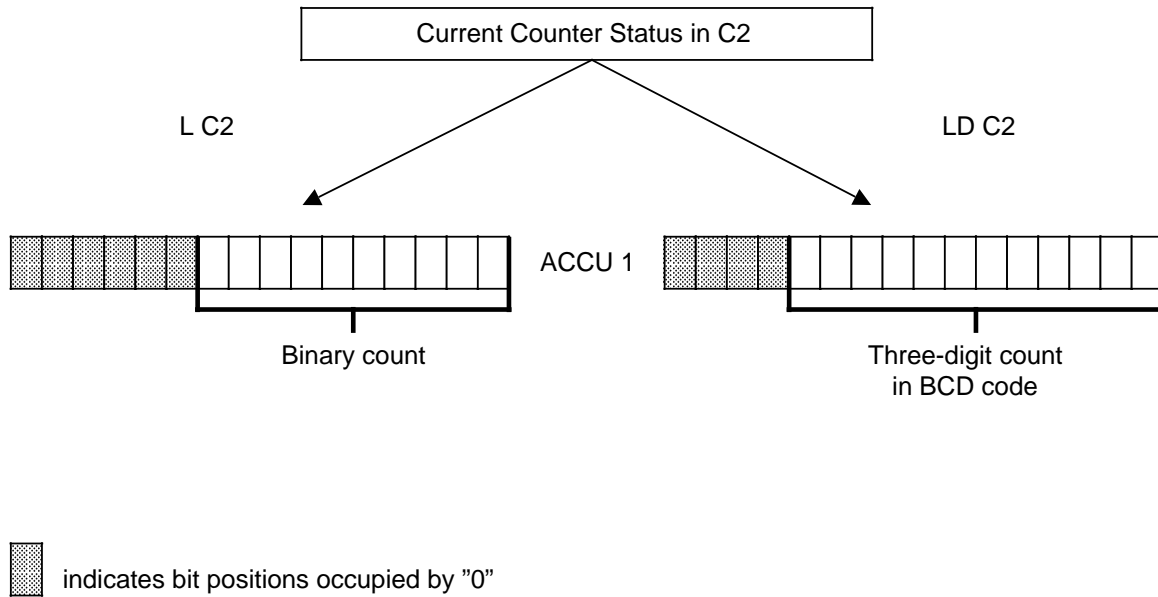 Current Counter Status in C2
L C2
LD C2
ACCU 1
Binary count
Three-digit count
in BCD code
indicates bit positions occupied by ”0”